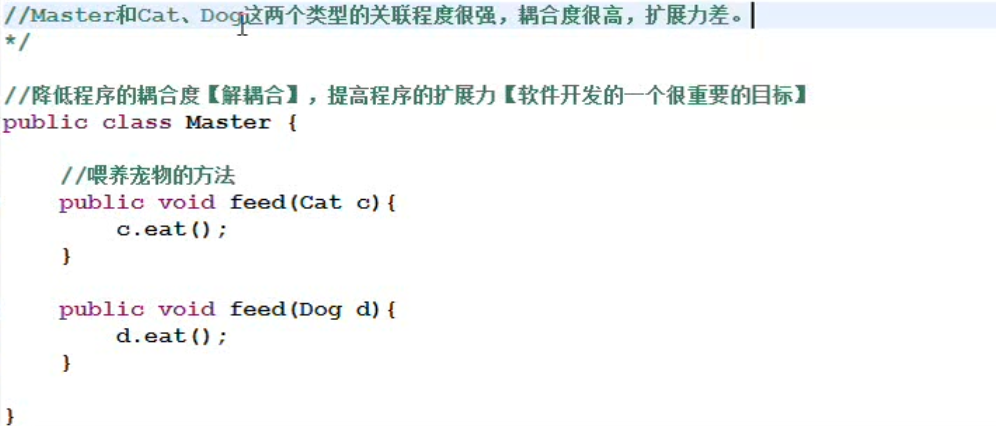 //Master和Cat、Dog这两个类型的关联程度很强，耦合度很高，扩展力差。
*/
//降低程序的耦合度【解耦合】，提高程序的扩展力【软件开发的一个很重要的目标】
public class Master {
//喂养宠物的方法
public void feed(Cat c){
c.eat();
}
public void feed(Dog d){
d.eat();
}
}